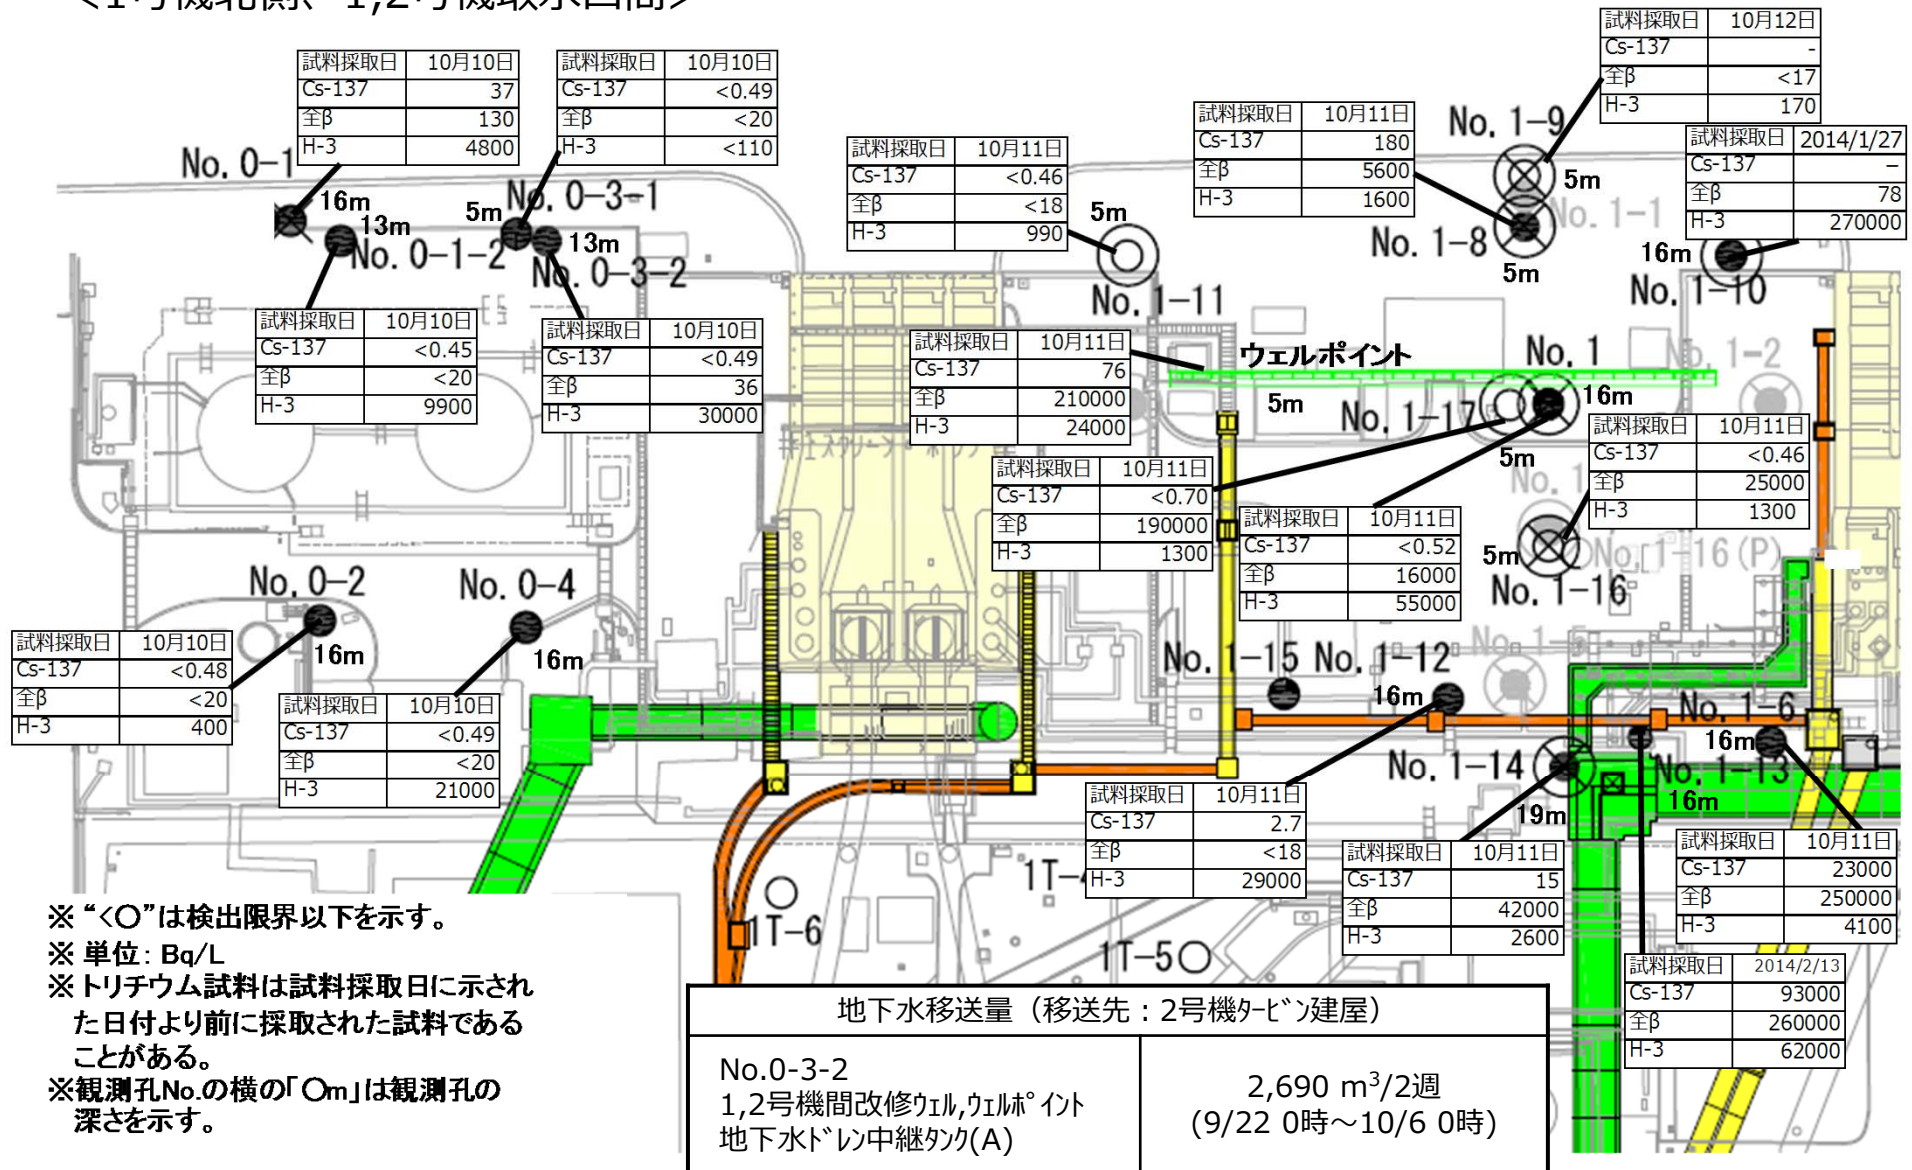 <1号機北側、1,2号機取水口間>
試料採取日 10月10日
Cs-137 37
全β 130
H-3 4800
試料採取日 10月10日
Cs-137 <0.49
全β <20
H-3 <110
試料採取日 10月11日
Cs-137 <0.46
全β <18
H-3 990
試料採取日 10月11日
Cs-137 180
全β 5600
H-3 1600
試料採取日 10月12日
Cs-137 -
全β <17
H-3 170
試料採取日 2014/1/27
Cs-137 –
全β 78
H-3 270000
No. 0-1
16m
13m
No. 0-1-2
5m
No. 0-3-1
13m
No. 0-3-2
5m
No. 1-11
No. 1-9
5m
No. 1-1
No. 1-8
5m
16m
No. 1-10
試料採取日 10月10日
Cs-137 <0.45
全β <20
H-3 9900
試料採取日 10月10日
Cs-137 <0.49
全β 36
H-3 30000
試料採取日 10月11日
Cs-137 76
全β 210000
H-3 24000
ウェルポイント
5m
No. 1
No. 1-2
16m
No. 1-17
5m
試料採取日 10月11日
Cs-137 <0.46
全β 25000
H-3 1300
試料採取日 10月11日
Cs-137 <0.70
全β 190000
H-3 1300
試料採取日 10月11日
Cs-137 <0.52
全β 16000
H-3 55000
5m
No. 1-16(P)
No. 1-16
No. 0-2
16m
No. 0-4
16m
No. 1-15
No. 1-12
16m
No. 1-5
No. 1-6
16m
No. 1-14
19m
No. 1-13
16m
試料採取日 10月10日
Cs-137 <0.48
全β <20
H-3 400
試料採取日 10月10日
Cs-137 <0.49
全β <20
H-3 21000
試料採取日 10月11日
Cs-137 2.7
全β <18
H-3 29000
試料採取日 10月11日
Cs-137 15
全β 42000
H-3 2600
試料採取日 10月11日
Cs-137 23000
全β 250000
H-3 4100
試料採取日 2014/2/13
Cs-137 93000
全β 260000
H-3 62000
1T-6
1T-5
※ “<○”は検出限界以下を示す。
※ 単位: Bq/L
※ トリチウム試料は試料採取日に示され
た日付より前に採取された試料である
ことがある。
※観測孔No.の横の「○m」は観測孔の
深さを示す。
地下水移送量（移送先：2号機ﾀｰﾋﾞﾝ建屋）
No.0-3-2
1,2号機間改修ｳｪﾙ,ｳｪﾙﾎﾟｲﾝﾄ
地下水ﾄﾞﾚﾝ中継ﾀﾝｸ(A)
2,690 m³/2週
(9/22 0時～10/6 0時)